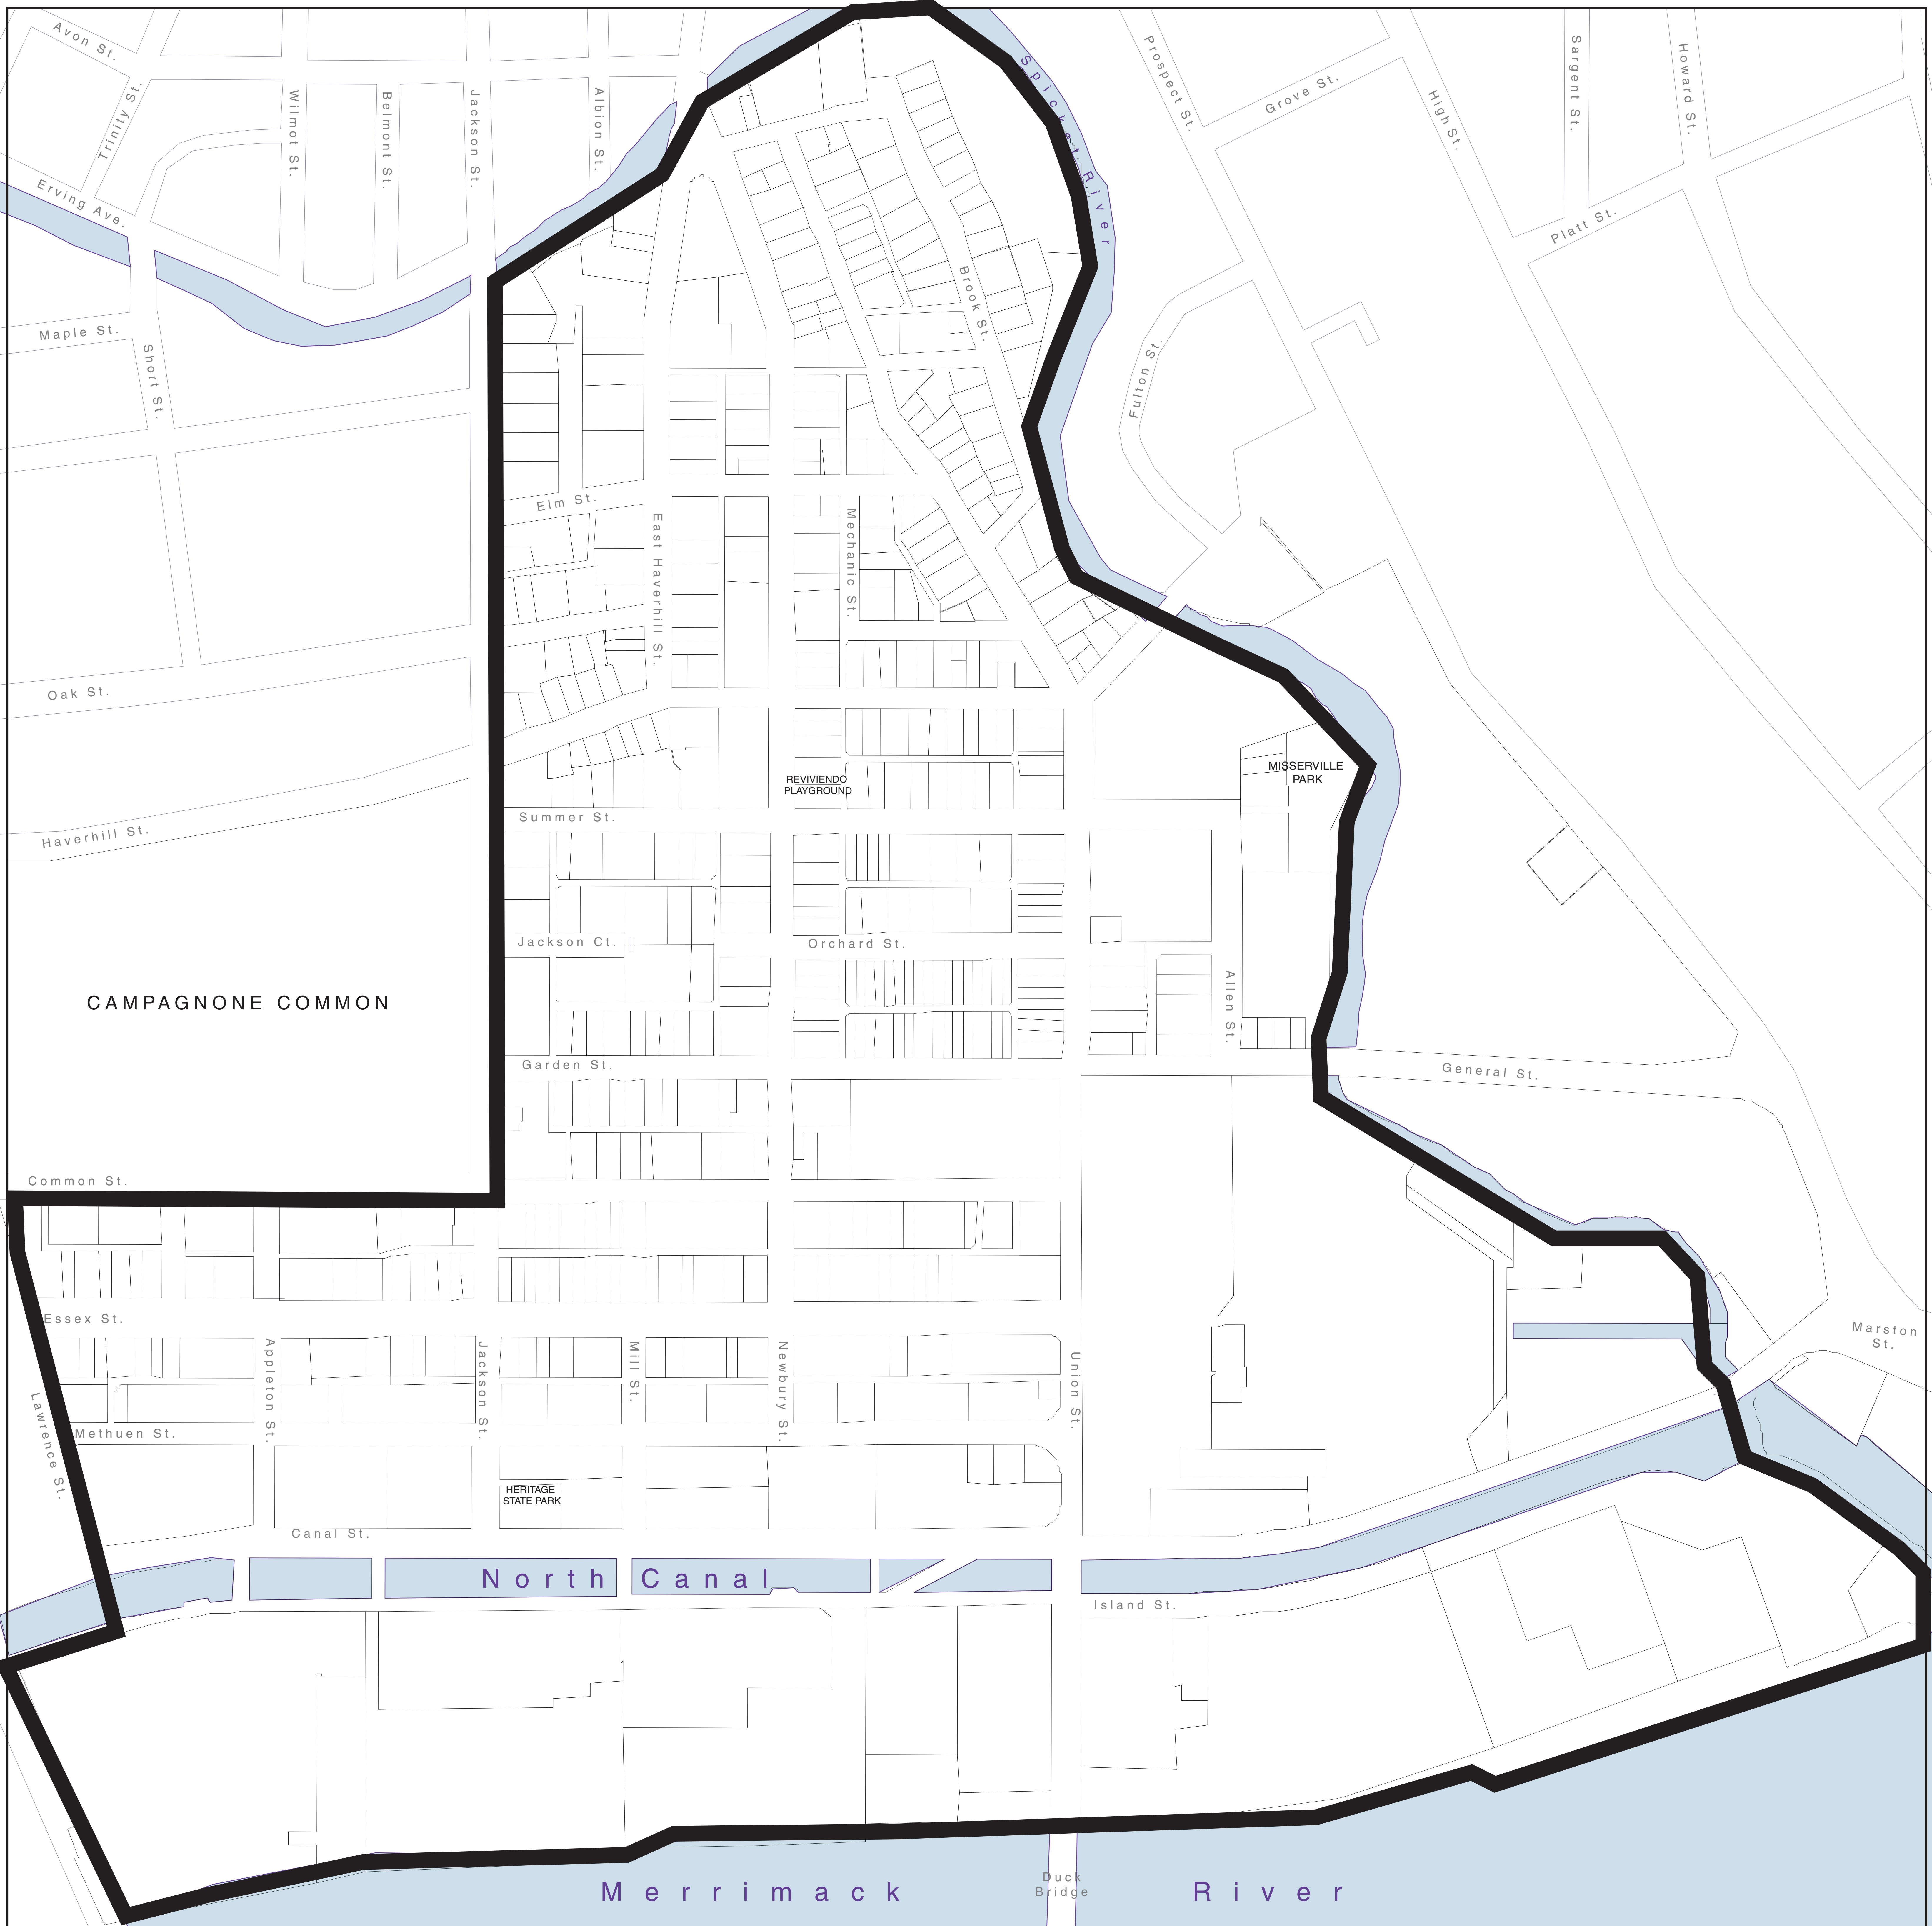 Avon St.
Trinity St.
Wilmot St.
Belmont St.
Jackson St.
Albion St.
Spicket River
Prospect St.
Grove St.
High St.
Sargent St.
Howard St.
Platt St.
Erving Ave.
Maple St.
Short St.
Brook St.
Fulton St.
Elm St.
East Haverhill St.
Mechanic St.
Oak St.
REVIVIENDO
PLAYGROUND
MISSERVILLE
PARK
Haverhill St.
Summer St.
Jackson Ct.
Orchard St.
CAMPAGNONE COMMON
Allen St.
Garden St.
General St.
Common St.
Essex St.
Marston
St.
Lawrence St.
Appleton St.
Jackson St.
Mill St.
Newbury St.
Union St.
Methuen St.
HERITAGE
STATE PARK
Canal St.
North Canal
Island St.
Duck
Bridge
Merrimack River